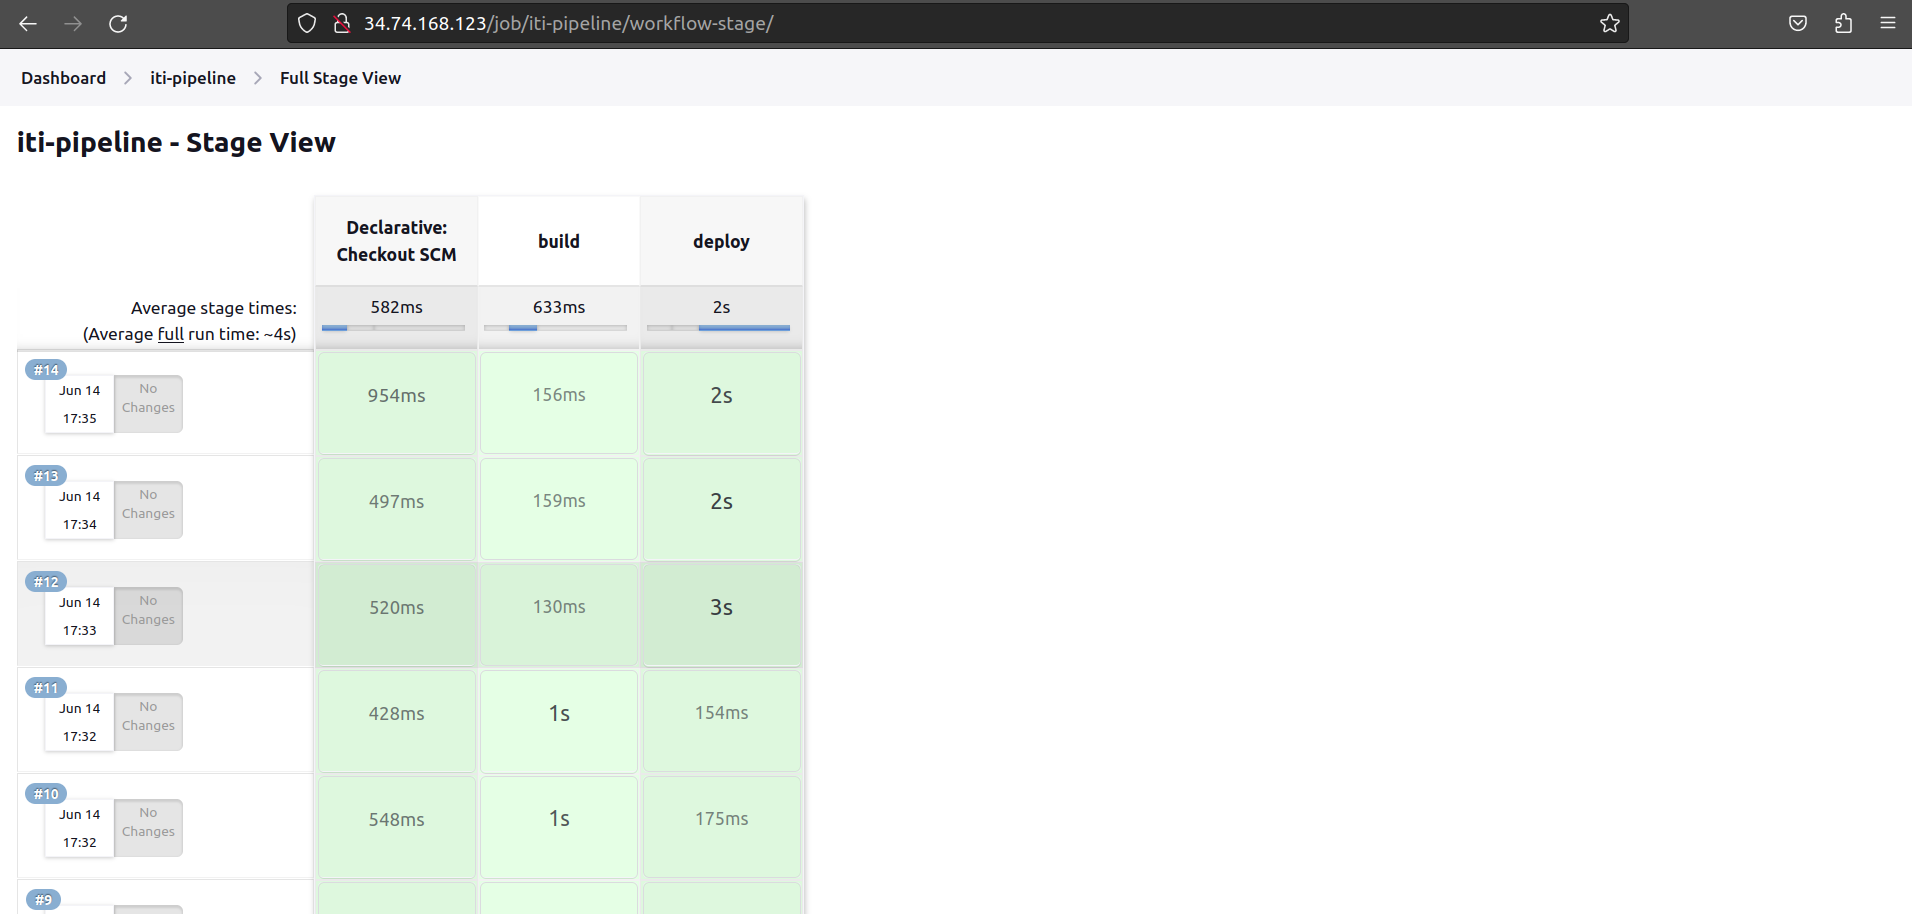 34.74.168.123/job/iti-pipeline/workflow-stage/
Dashboard > iti-pipeline > Full Stage View
iti-pipeline - Stage View
Declarative:
Checkout SCM
build
deploy
Average stage times:
(Average full run time: ~4s)
582ms
633ms
2s
#14
Jun 14
17:35
No
Changes
954ms
156ms
2s
#13
Jun 14
17:34
No
Changes
497ms
159ms
2s
#12
Jun 14
17:33
No
Changes
520ms
130ms
3s
#11
Jun 14
17:32
No
Changes
428ms
1s
154ms
#10
Jun 14
17:32
No
Changes
548ms
1s
175ms
#9